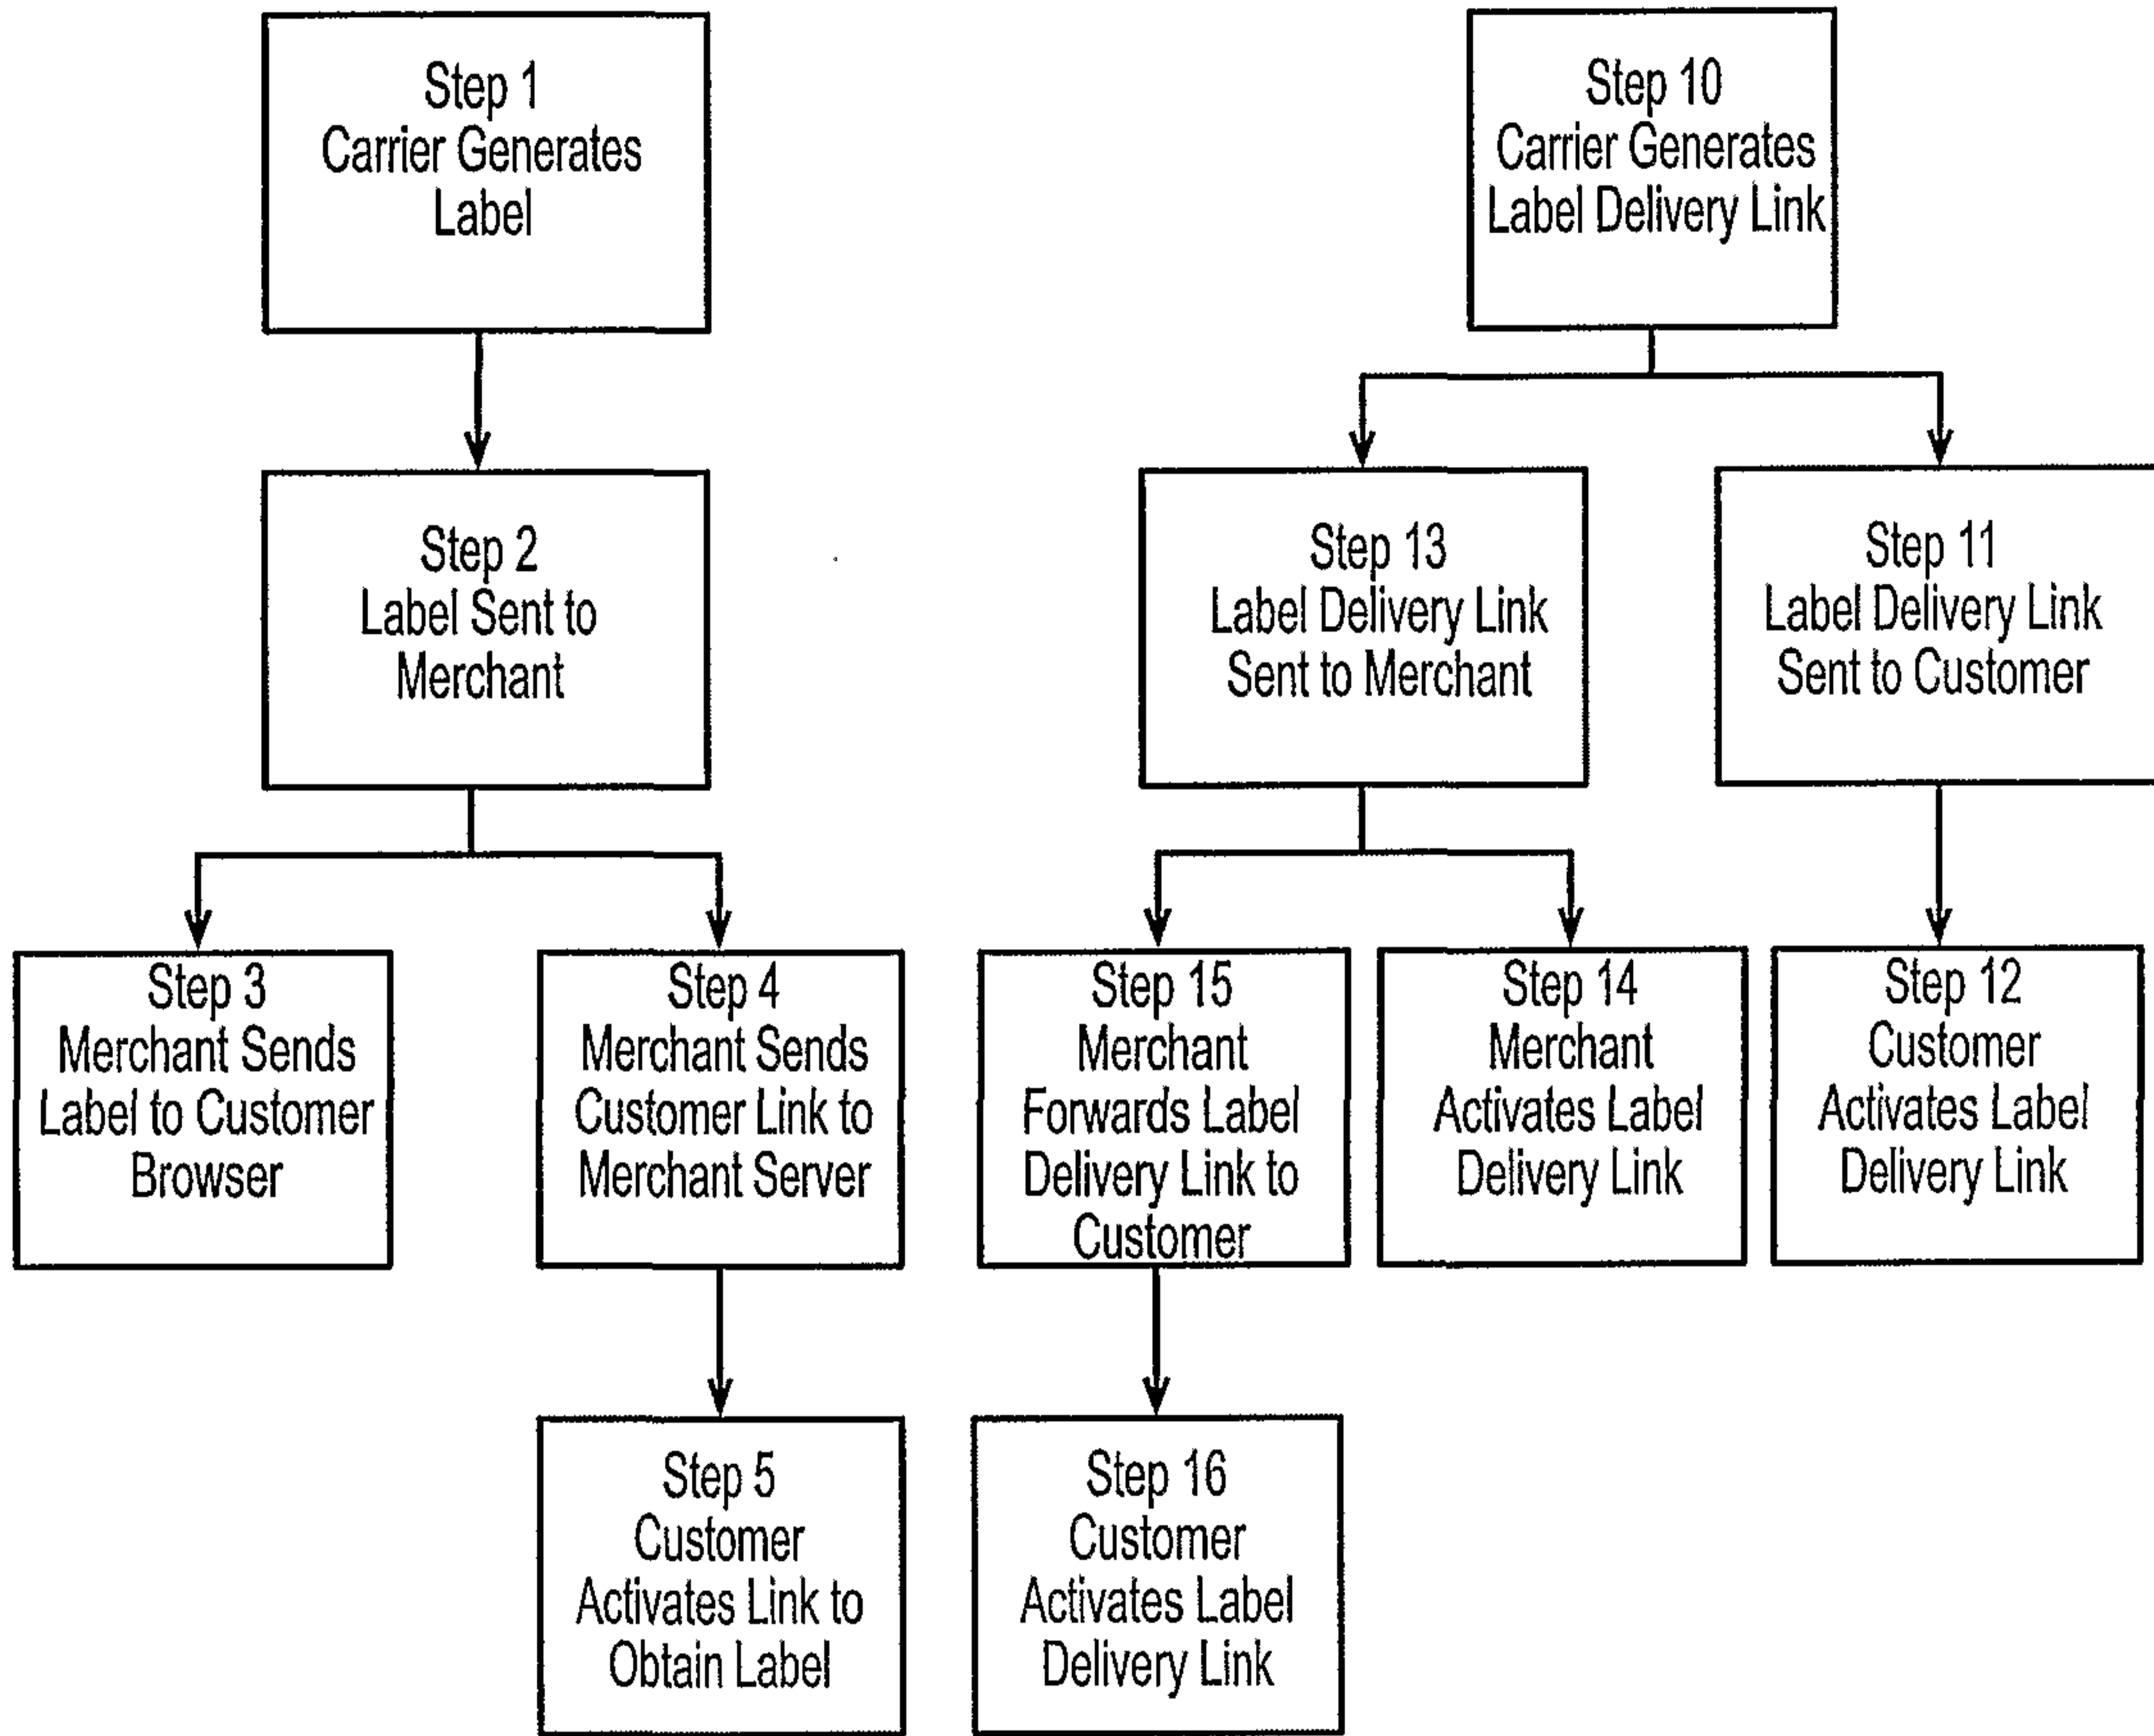 Step 1
Carrier Generates
Label
Step 10
Carrier Generates
Label Delivery Link
Step 2
Label Sent to
Merchant
Step 13
Label Delivery Link
Sent to Merchant
Step 11
Label Delivery Link
Sent to Customer
Step 3
Merchant Sends
Label to Customer
Browser
Step 4
Merchant Sends
Customer Link to
Merchant Server
Step 15
Merchant
Forwards Label
Delivery Link to
Customer
Step 14
Merchant
Activates Label
Delivery Link
Step 12
Customer
Activates Label
Delivery Link
Step 5
Customer
Activates Link to
Obtain Label
Step 16
Customer
Activates Label
Delivery Link